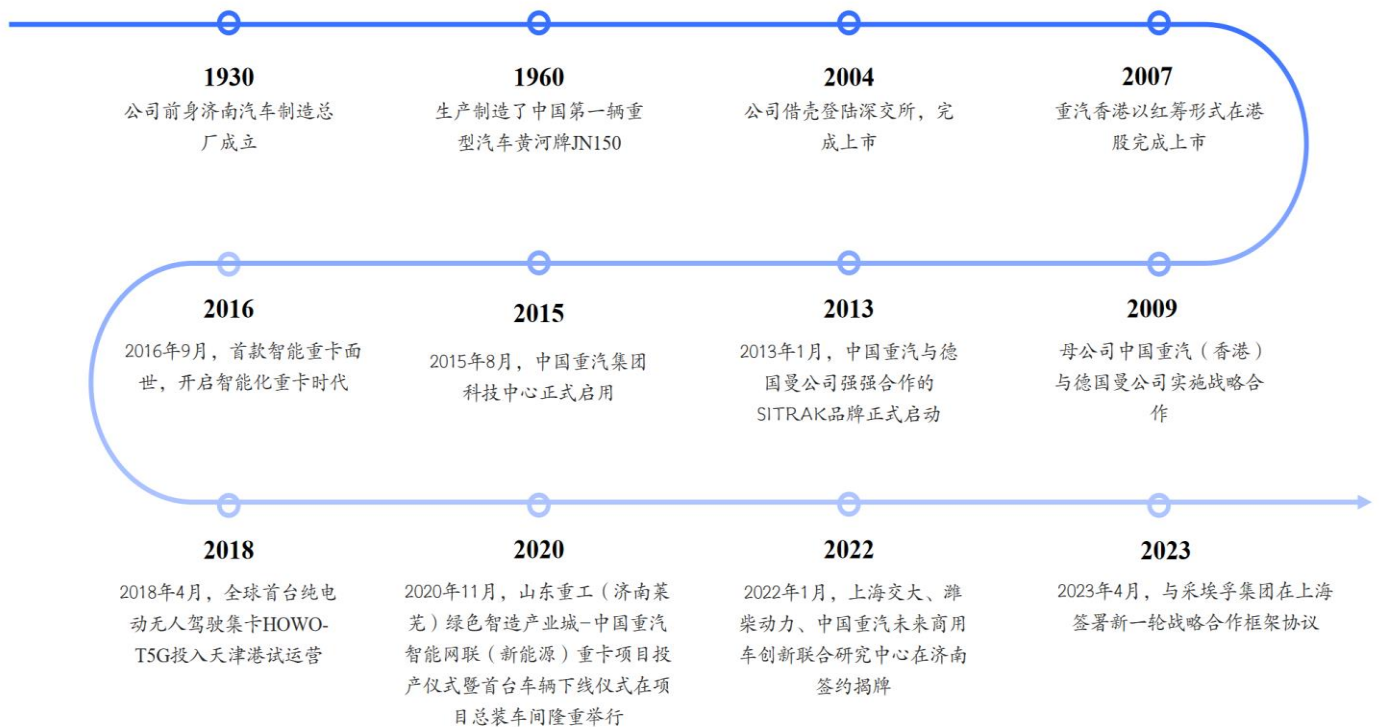 1930
公司前身济南汽车制造总
厂成立
1960
生产制造了中国第一辆重
型汽车黄河牌JN150
2004
公司借壳登陆深交所，完
成上市
2007
重汽香港以红筹形式在港
股完成上市
2009
母公司中国重汽（香港）
与德国曼公司实施战略合
作
2013
2013年1月，中国重汽与德
国曼公司强强合作的
SITRAK品牌正式启动
2015
2015年8月，中国重汽集团
科技中心正式启用
2016
2016年9月，首款智能重卡面
世，开启智能化重卡时代
2018
2018年4月，全球首台纯电
动无人驾驶集卡HOWO-
T5G投入天津港试运营
2020
2020年11月，山东重工（济南莱
芜）绿色智造产业城-中国重汽
智能网联（新能源）重卡项目投
产仪式暨首台车辆下线仪式在项
目总装车间隆重举行
2022
2022年1月，上海交大、潍
柴动力、中国重汽未来商用
车创新联合研究中心在济南
签约揭牌
2023
2023年4月，与采埃孚集团在上海
签署新一轮战略合作框架协议